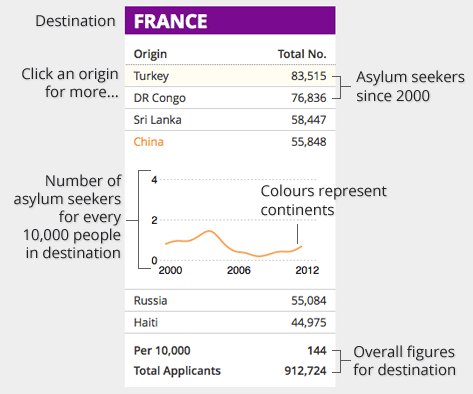 Destination FRANCE
Origin Total No.
Click an origin
for more...
Turkey 83,515
DR Congo 76,836
Asylum seekers
since 2000
Sri Lanka 58,447
China 55,848
Number of
asylum seekers
for every
10,000 people
in destination
4
2
0
Colours represent
continents
2000 2006 2012
Russia 55,084
Haiti 44,975
Per 10,000 144
Total Applicants 912,724
Overall figures
for destination